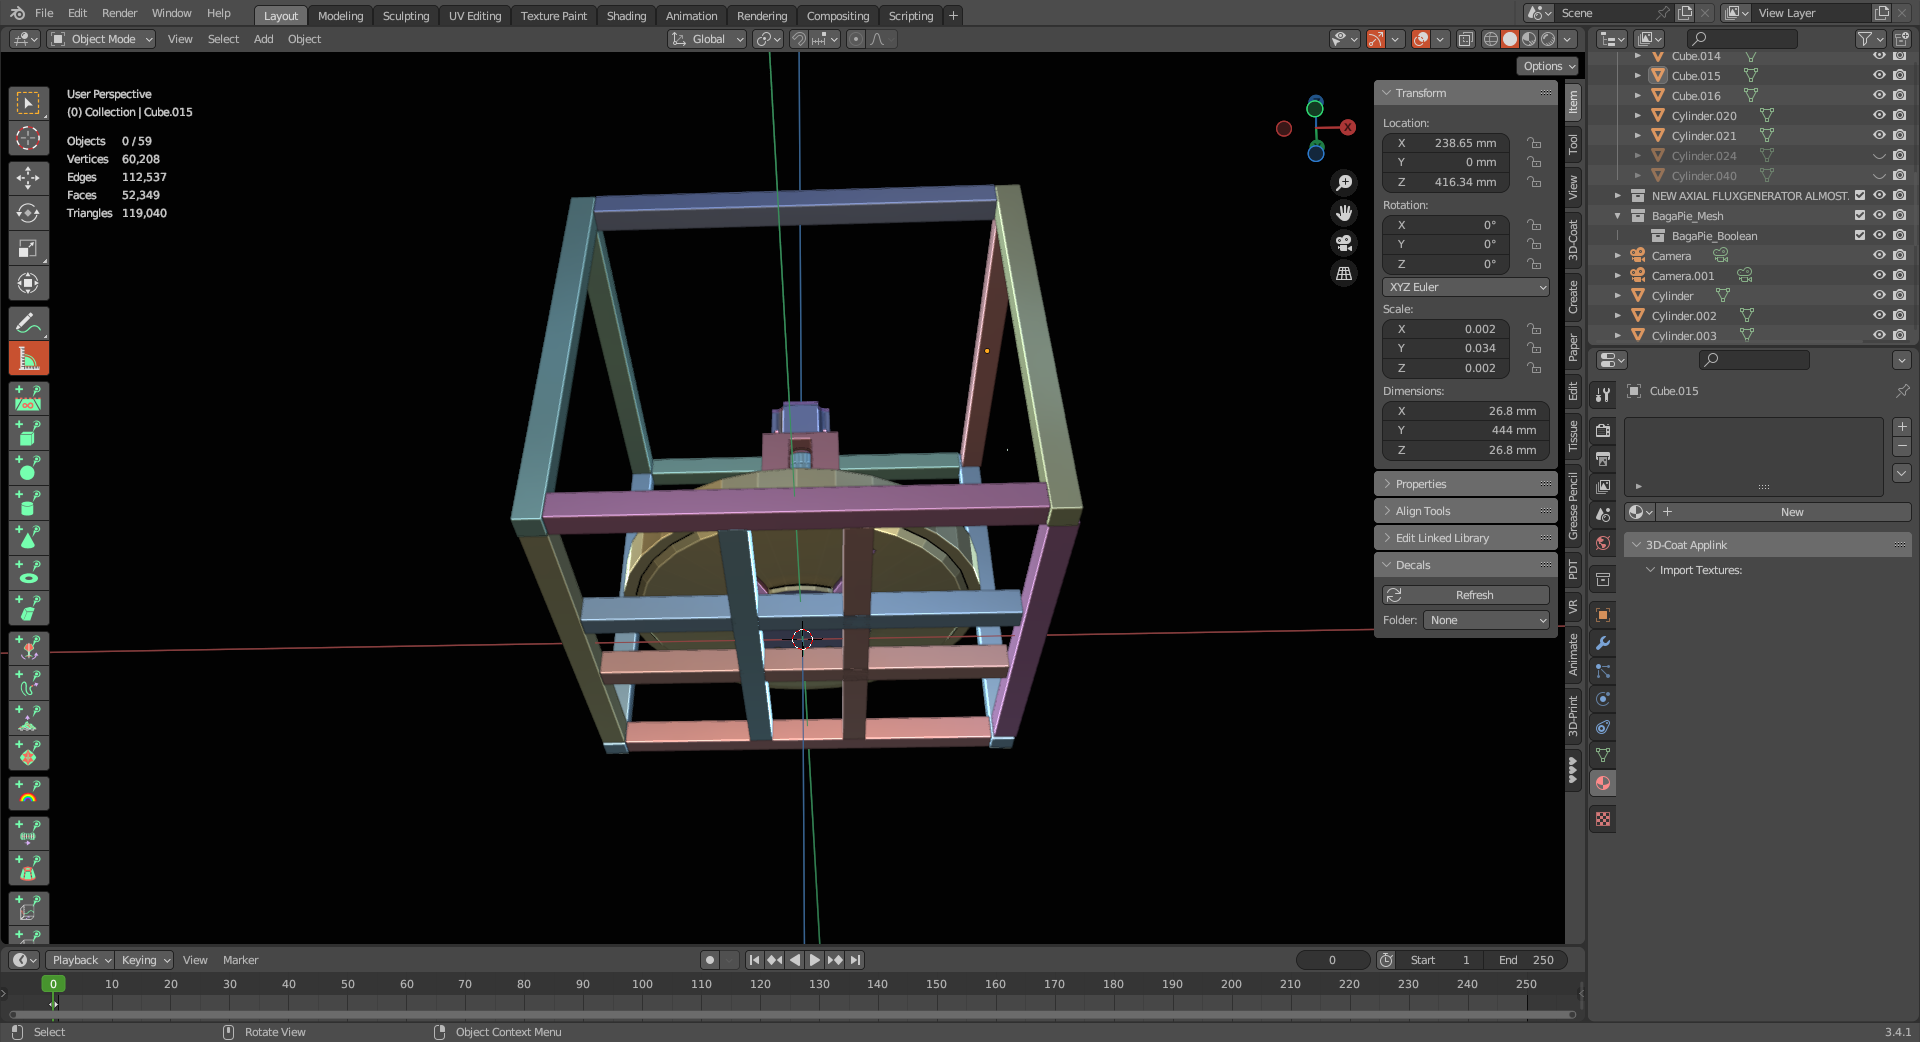 File Edit Render Window Help Layout Modeling Sculpting UV Editing Texture Paint Shading Animation Rendering Compositing Scripting + Scene View Layer
Object Mode View Select Add Object Global
Options
User Perspective
(0) Collection | Cube.015
Objects 0 / 59
Vertices 60,208
Edges 112,537
Faces 52,349
Triangles 119,040
X
Transform
Location:
X 238.65 mm
Y 0 mm
Z 416.34 mm
Rotation:
X 0°
Y 0°
Z 0°
XYZ Euler
Scale:
X 0.002
Y 0.034
Z 0.002
Dimensions:
X 26.8 mm
Y 444 mm
Z 26.8 mm
Properties
Align Tools
Edit Linked Library
Decals
Refresh
Folder: None
Item
Tool
View
3D-Coat
Create
Paper
Edit
Tissue
Grease Pencil
PDT
VR
Animate
3D-Print
Cube.014
Cube.015
Cube.016
Cylinder.020
Cylinder.021
Cylinder.024
Cylinder.040
NEW AXIAL FLUXGENERATOR ALMOST.
BagaPie_Mesh
BagaPie_Boolean
Camera
Camera.001
Cylinder
Cylinder.002
Cylinder.003
Cube.015
New
3D-Coat Applink
Import Textures:
Playback Keying View Marker 0 Start 1 End 250
0 10 20 30 40 50 60 70 80 90 100 110 120 130 140 150 160 170 180 190 200 210 220 230 240 250
Select Rotate View Object Context Menu 3.4.1